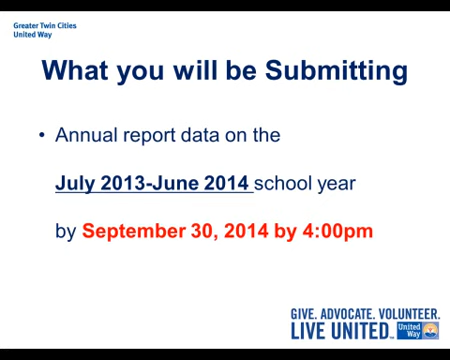 Greater Twin Cities
United Way
What you will be Submitting
• Annual report data on the
July 2013-June 2014 school year
by September 30, 2014 by 4:00pm
GIVE. ADVOCATE. VOLUNTEER.
LIVE UNITED™
United
Way